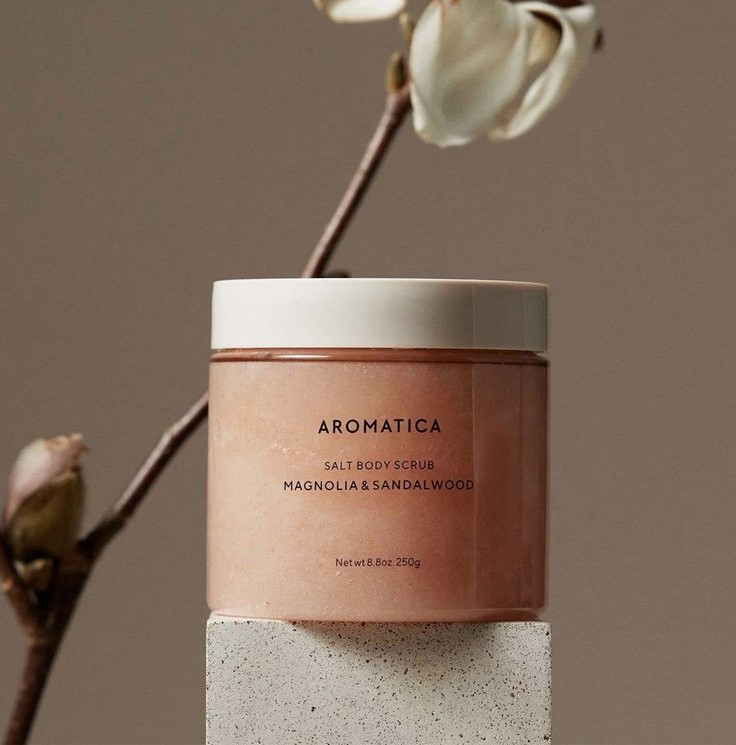 AROMATICA
SALT BODY SCRUB
MAGNOLIA & SANDALWOOD
Net wt 8.8oz. 250g